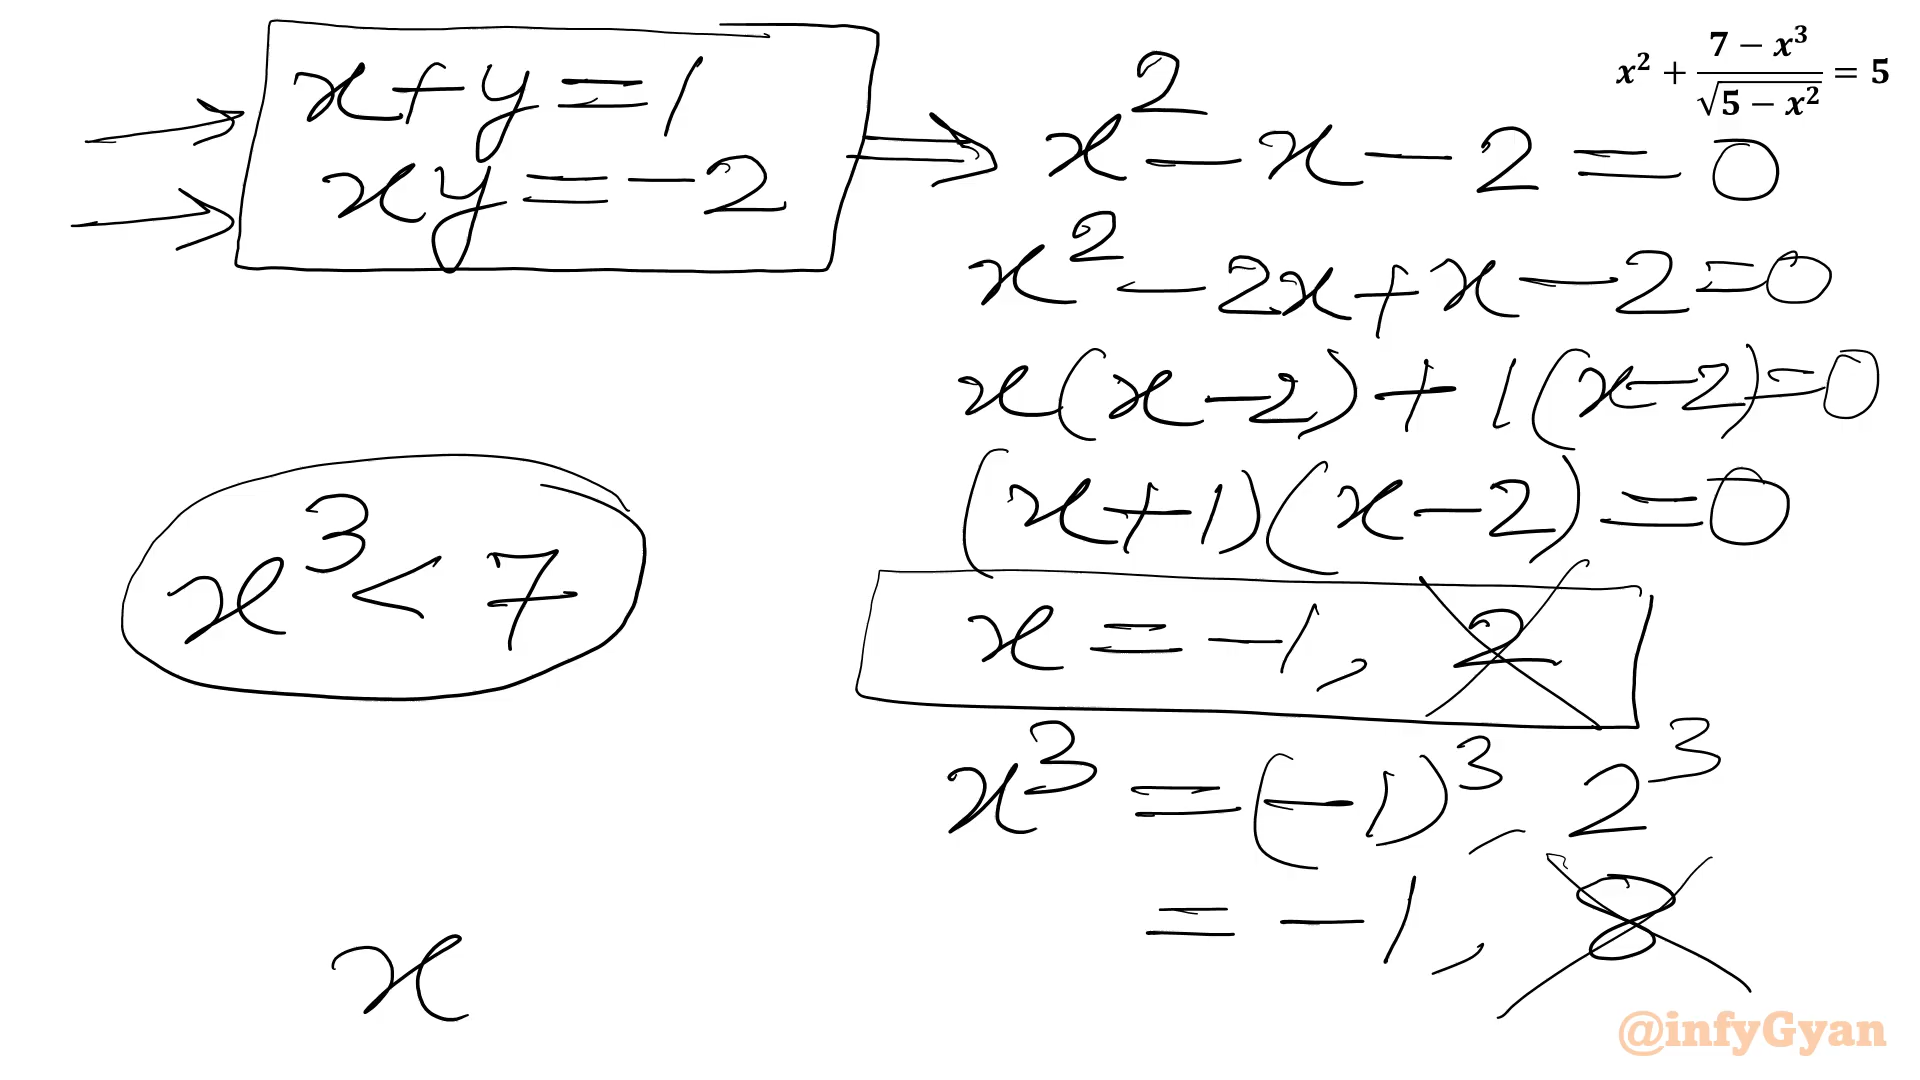 x² + (7 − x³)/√(5 − x²) = 5
x + y = 1
xy = −2
x² − x − 2 = 0
x² − 2x + x − 2 = 0
x(x − 2) + 1(x − 2) = 0
(x + 1)(x − 2) = 0
x = −1, 2
x³ = (−1)³, 2³
= −1, 8
x³ < 7
x
@infyGyan